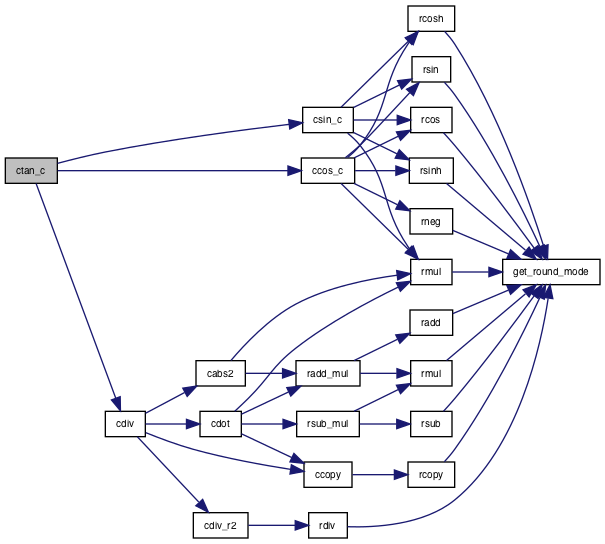 rcosh
rsin
csin_c
rcos
ctan_c
ccos_c
rsinh
rneg
rmul
get_round_mode
radd
cabs2
radd_mul
rmul
cdiv
cdot
rsub_mul
rsub
ccopy
rcopy
cdiv_r2
rdiv